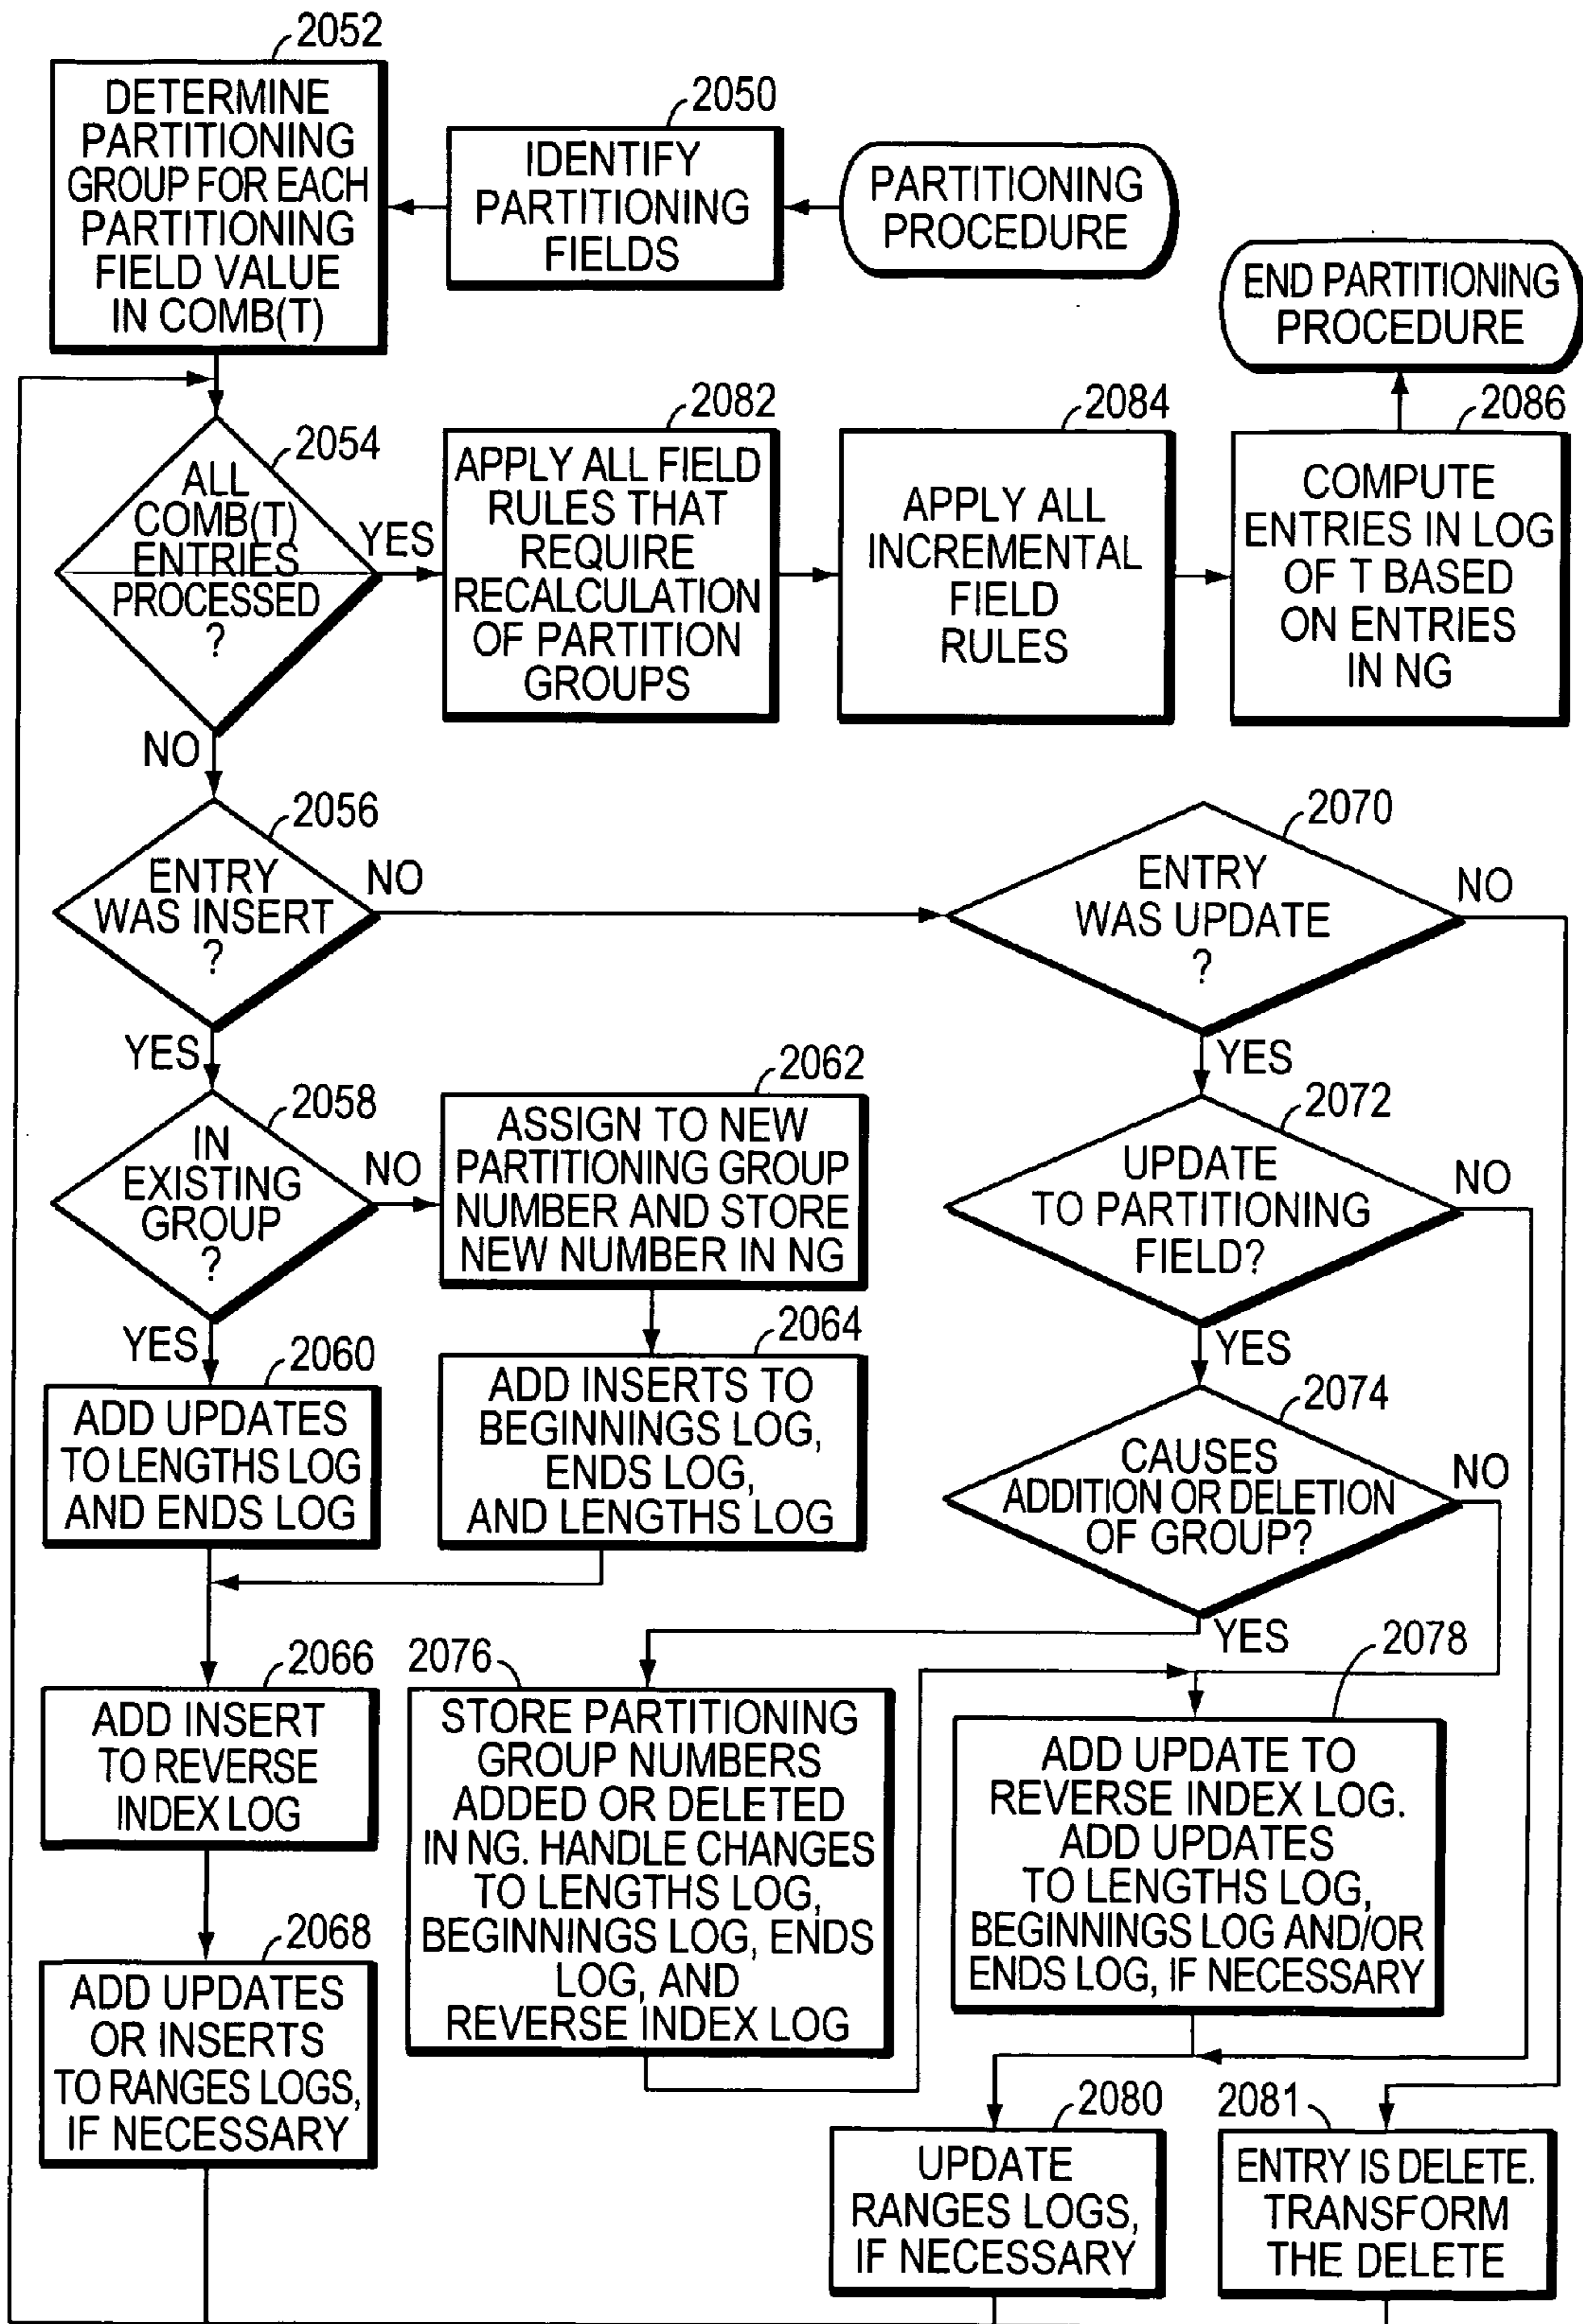 2052
DETERMINE
PARTITIONING
GROUP FOR EACH
PARTITIONING
FIELD VALUE
IN COMB(T)
2050
IDENTIFY
PARTITIONING
FIELDS
PARTITIONING
PROCEDURE
END PARTITIONING
PROCEDURE
2054
ALL
COMB(T)
ENTRIES
PROCESSED
?
YES
NO
2082
APPLY ALL FIELD
RULES THAT
REQUIRE
RECALCULATION
OF PARTITION
GROUPS
2084
APPLY ALL
INCREMENTAL
FIELD
RULES
2086
COMPUTE
ENTRIES IN LOG
OF T BASED
ON ENTRIES
IN NG
2056
ENTRY
WAS INSERT
?
NO
YES
2070
ENTRY
WAS UPDATE
?
NO
YES
2058
IN
EXISTING
GROUP
?
NO
YES
2062
ASSIGN TO NEW
PARTITIONING GROUP
NUMBER AND STORE
NEW NUMBER IN NG
2072
UPDATE
TO PARTITIONING
FIELD?
NO
YES
2060
ADD UPDATES
TO LENGTHS LOG
AND ENDS LOG
2064
ADD INSERTS TO
BEGINNINGS LOG,
ENDS LOG,
AND LENGTHS LOG
2074
CAUSES
ADDITION OR DELETION
OF GROUP?
NO
YES
2066
ADD INSERT
TO REVERSE
INDEX LOG
2076
STORE PARTITIONING
GROUP NUMBERS
ADDED OR DELETED
IN NG. HANDLE CHANGES
TO LENGTHS LOG,
BEGINNINGS LOG, ENDS
LOG, AND
REVERSE INDEX LOG
2078
ADD UPDATE TO
REVERSE INDEX LOG.
ADD UPDATES
TO LENGTHS LOG,
BEGINNINGS LOG AND/OR
ENDS LOG, IF NECESSARY
2068
ADD UPDATES
OR INSERTS
TO RANGES LOGS,
IF NECESSARY
2080
UPDATE
RANGES LOGS,
IF NECESSARY
2081
ENTRY IS DELETE.
TRANSFORM
THE DELETE